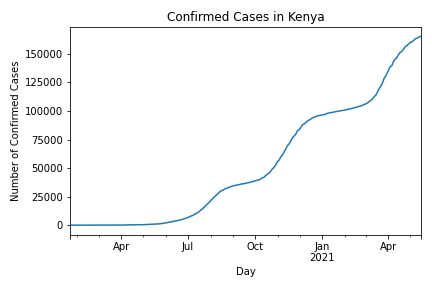 Confirmed Cases in Kenya
Number of Confirmed Cases
150000
125000
100000
75000
50000
25000
0
Apr
Jul
Oct
Jan
2021
Apr
Day